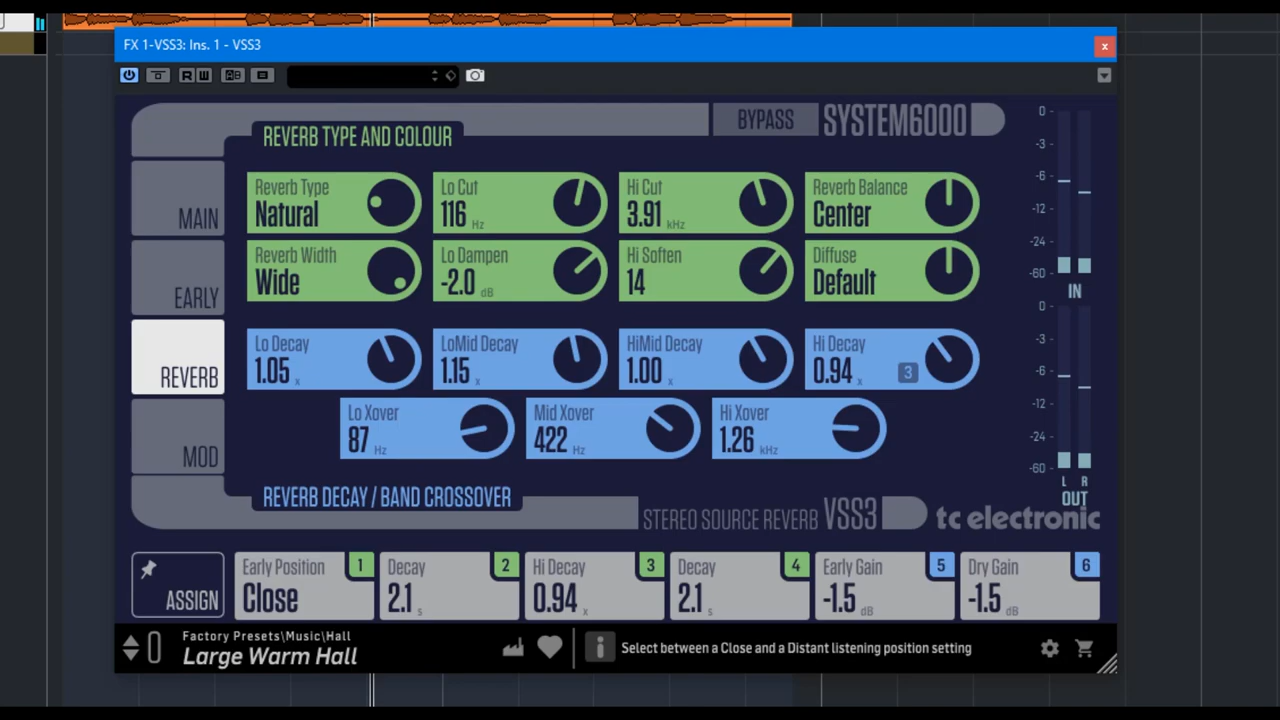 FX 1-VSS3: Ins. 1 - VSS3
x
R W
REVERB TYPE AND COLOUR
BYPASS
SYSTEM6000
MAIN
EARLY
REVERB
MOD
Reverb Type
Natural
Lo Cut
116 Hz
Hi Cut
3.91 kHz
Reverb Balance
Center
Reverb Width
Wide
Lo Dampen
-2.0 dB
Hi Soften
14
Diffuse
Default
Lo Decay
1.05 x
LoMid Decay
1.15 x
HiMid Decay
1.00 x
Hi Decay
0.94 x 3
Lo Xover
87 Hz
Mid Xover
422 Hz
Hi Xover
1.26 kHz
REVERB DECAY / BAND CROSSOVER
STEREO SOURCE REVERB VSS3
tc electronic
0
-3
-6
-12
-24
-60
IN
0
-3
-6
-12
-24
-60
L R
OUT
ASSIGN
Early Position 1
Close
Decay 2
2.1 s
Hi Decay 3
0.94 x
Decay 4
2.1 s
Early Gain 5
-1.5 dB
Dry Gain 6
-1.5 dB
Factory Presets\Music\Hall
Large Warm Hall
Select between a Close and a Distant listening position setting